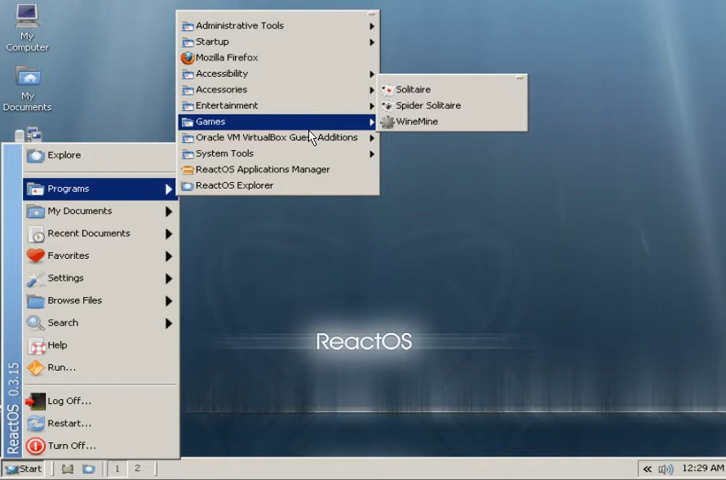 My
Computer
My
Documents
Administrative Tools
Startup
Mozilla Firefox
Accessibility
Accessories
Entertainment
Games
Oracle VM VirtualBox Guest Additions
System Tools
ReactOS Applications Manager
ReactOS Explorer
Solitaire
Spider Solitaire
WineMine
Explore
Programs
My Documents
Recent Documents
Favorites
Settings
Browse Files
Search
Help
Run...
Log Off...
Restart...
Turn Off...
ReactOS 0.3.15
ReactOS
Start
1
2
12:29 AM